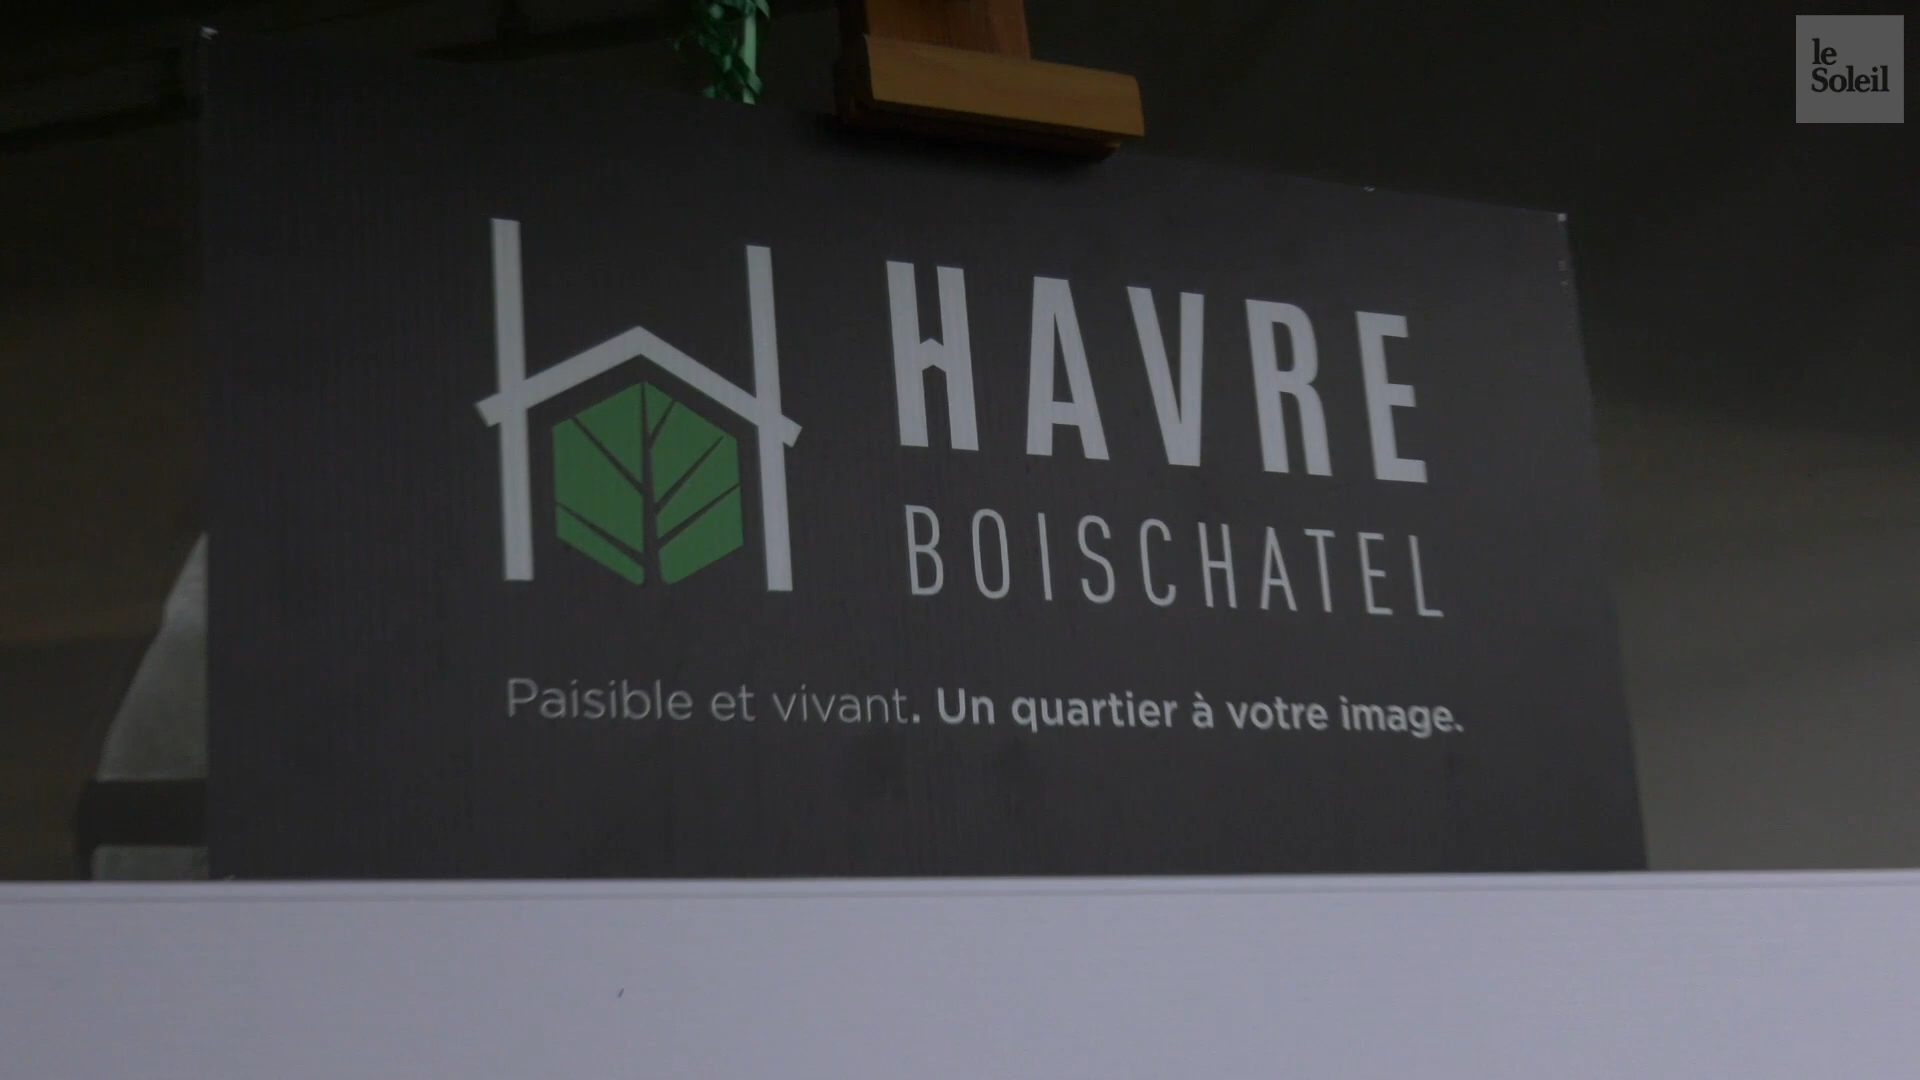 le
Soleil
HAVRE
BOISCHATEL
Paisible et vivant. Un quartier à votre image.